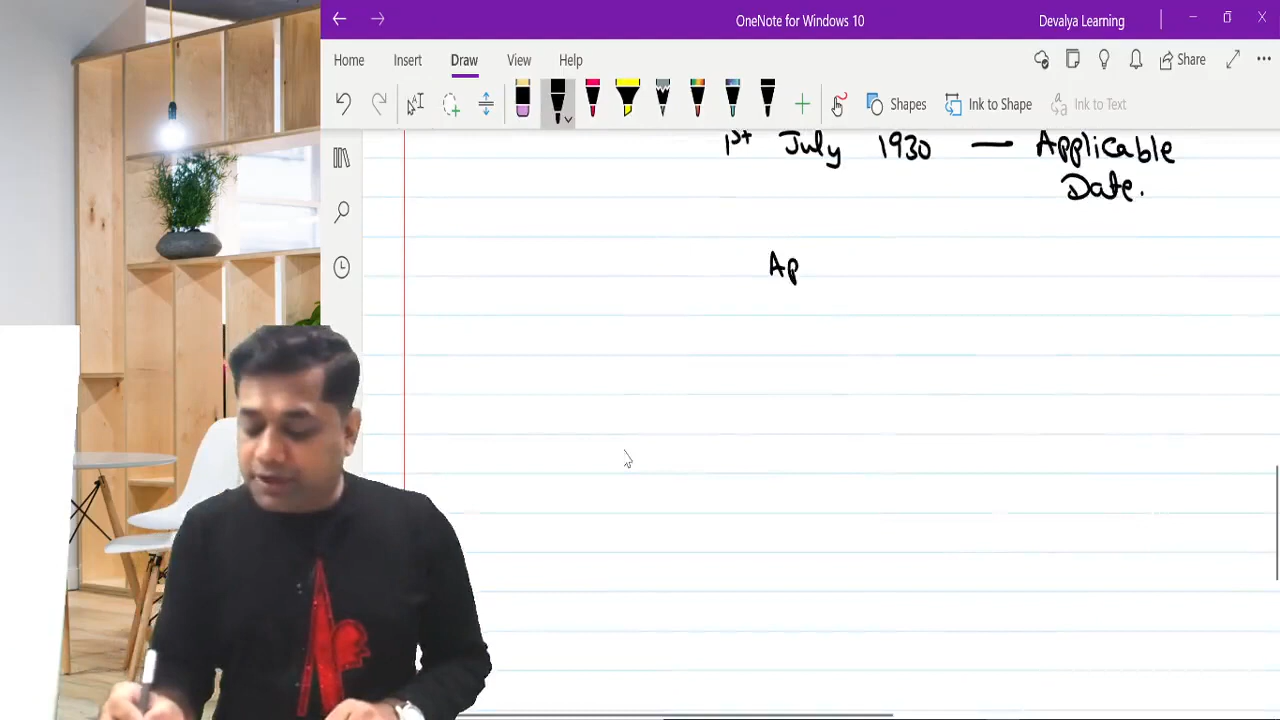 OneNote for Windows 10
Devalya Learning
Home Insert Draw View Help
Share
Shapes
Ink to Shape
Ink to Text
1st July 1930 — Applicable
Date.
Ap